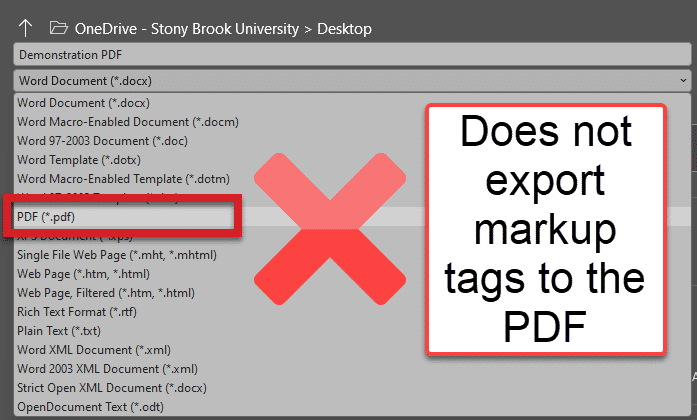 OneDrive - Stony Brook University > Desktop
Demonstration PDF
Word Document (*.docx)
Word Document (*.docx)
Word Macro-Enabled Document (*.docm)
Word 97-2003 Document (*.doc)
Word Template (*.dotx)
Word Macro-Enabled Template (*.dotm)
PDF (*.pdf)
XPS Document (*.xps)
Single File Web Page (*.mht, *.mhtml)
Web Page (*.htm, *.html)
Web Page, Filtered (*.htm, *.html)
Rich Text Format (*.rtf)
Plain Text (*.txt)
Word XML Document (*.xml)
Word 2003 XML Document (*.xml)
Strict Open XML Document (*.docx)
OpenDocument Text (*.odt)
Does not
export
markup
tags to the
PDF